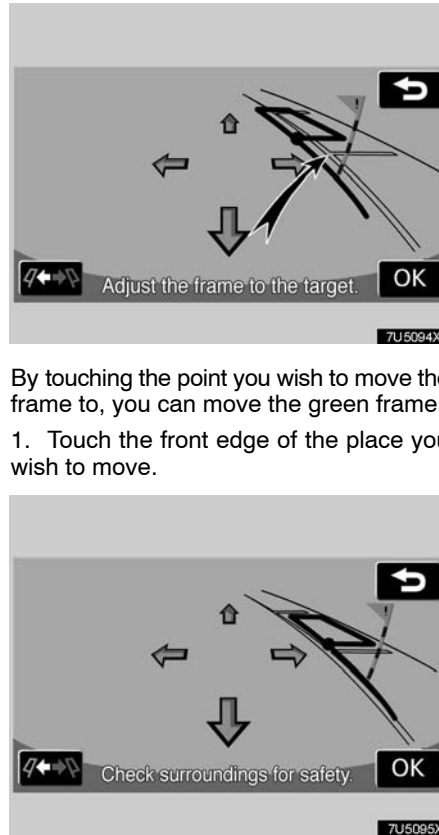 Adjust the frame to the target.
OK
7U5094X
By touching the point you wish to move the
frame to, you can move the green frame
1. Touch the front edge of the place you
wish to move.
Check surroundings for safety.
OK
7U5095X